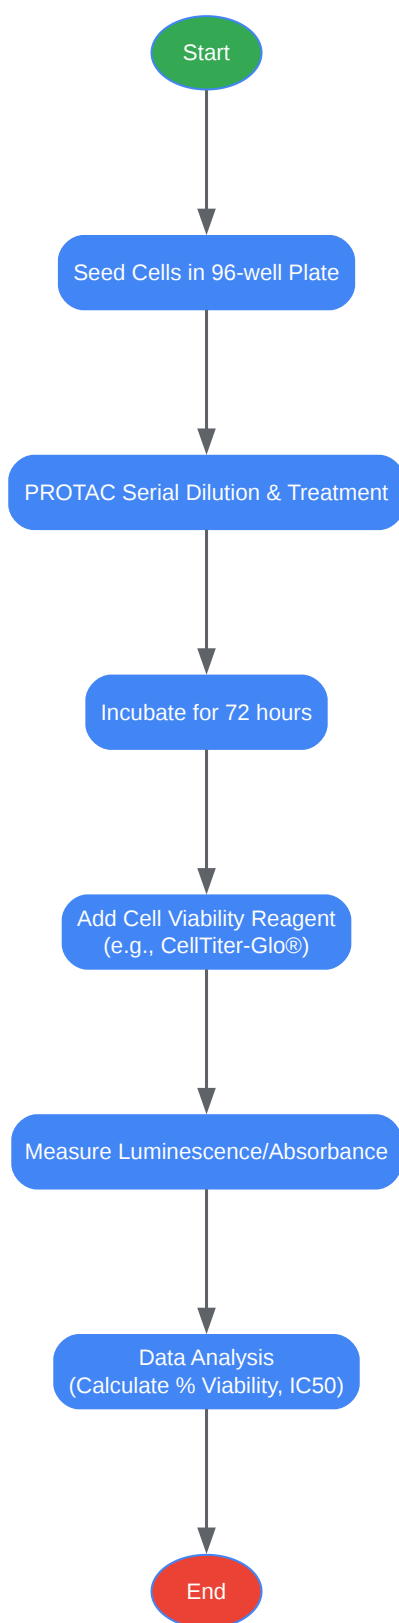 Start
Seed Cells in 96-well Plate
PROTAC Serial Dilution & Treatment
Incubate for 72 hours
Add Cell Viability Reagent
(e.g., CellTiter-Glo®)
Measure Luminescence/Absorbance
Data Analysis
(Calculate % Viability, IC50)
End